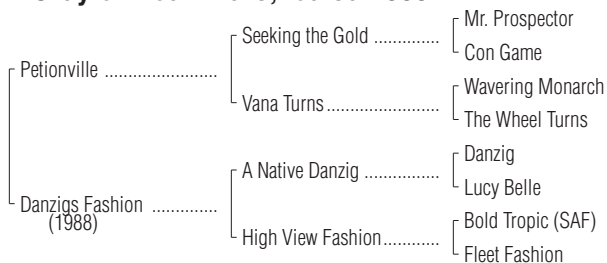 Mr. Prospector
Seeking the Gold .............
Con Game
Petionville ......................
Wavering Monarch
Vana Turns......................
The Wheel Turns
Danzig
A Native Danzig ...............
Lucy Belle
Danzigs Fashion .............
(1988)
Bold Tropic (SAF)
High View Fashion...........
Fleet Fashion